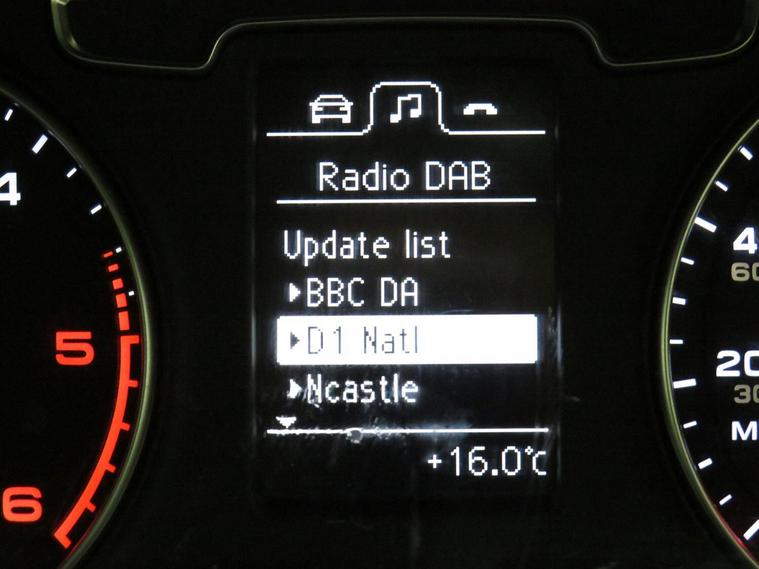 Radio DAB
Update list
BBC DA
D1 Natl
Ncastle
+16.0°C
4
5
6
4
60
20
30
M